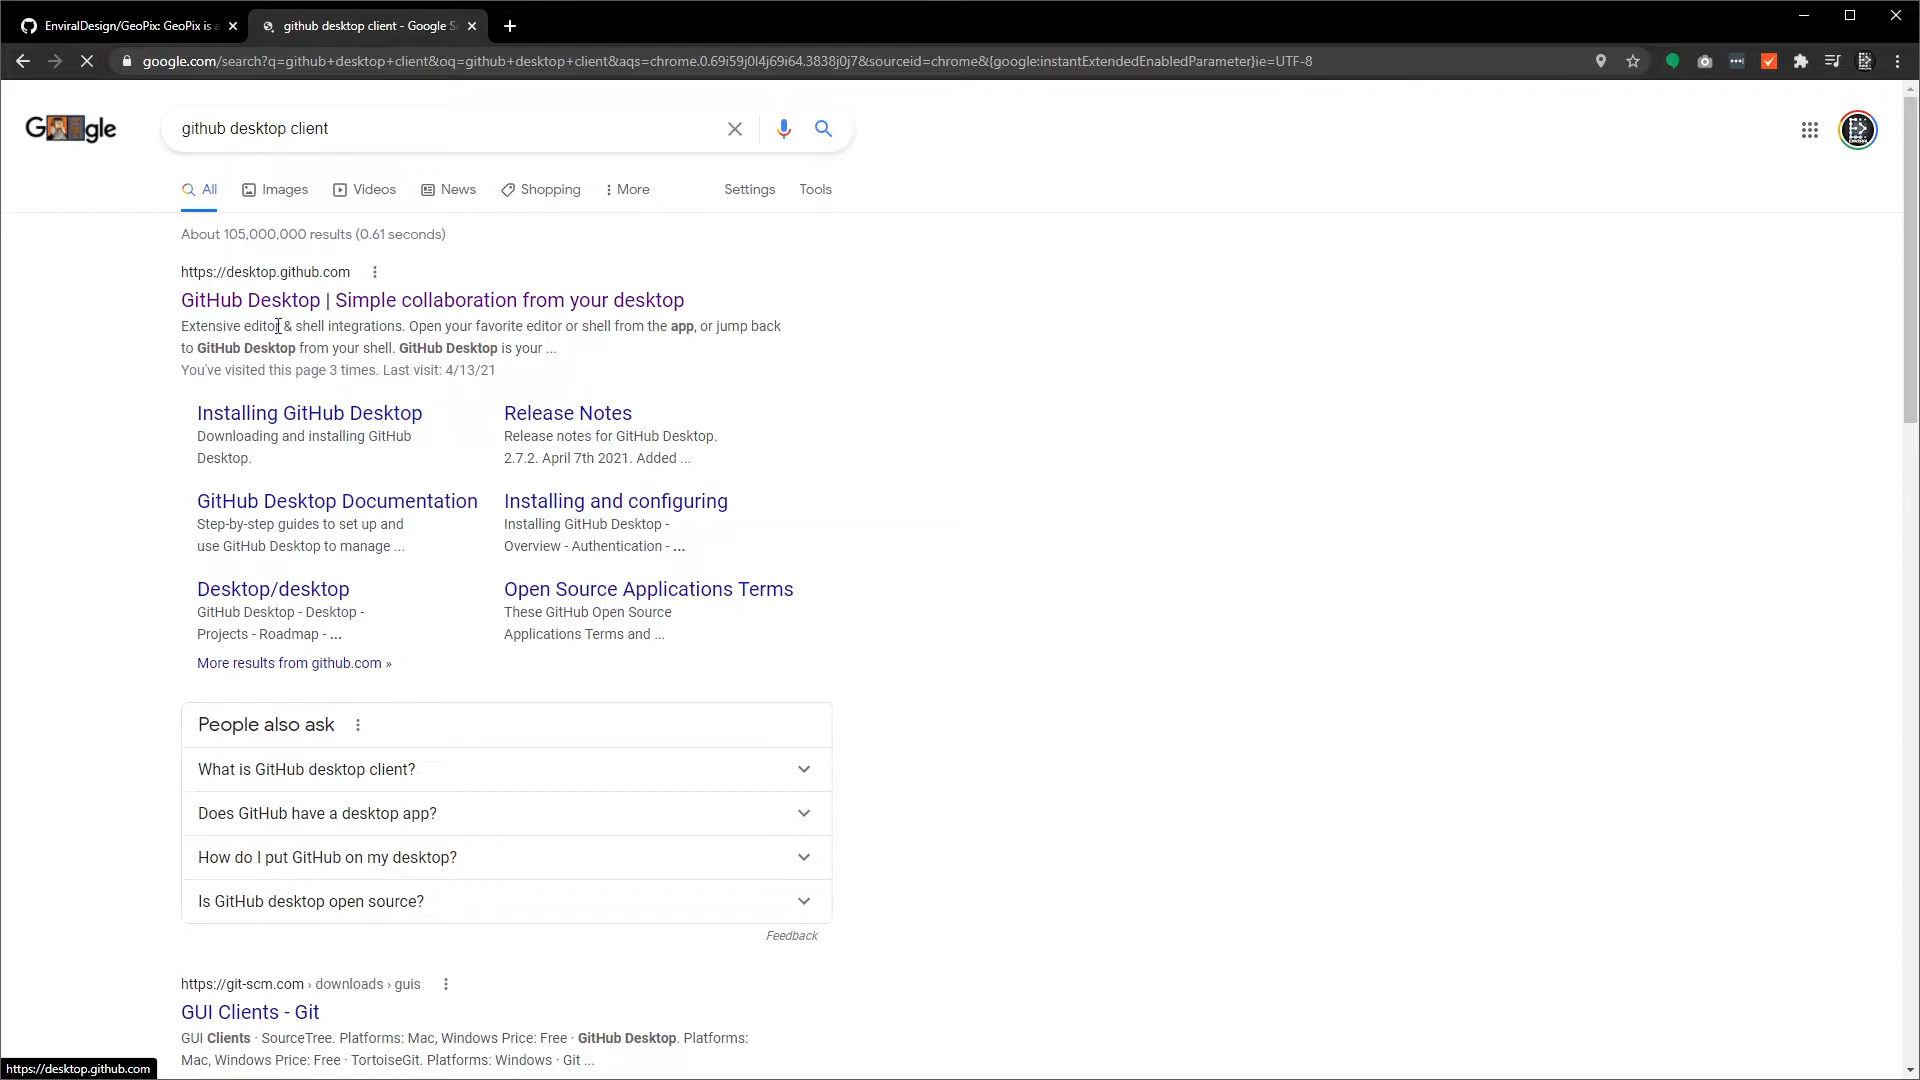 EnviralDesign/GeoPix: GeoPix is a
github desktop client - Google S
google.com/search?q=github+desktop+client&oq=github+desktop+client&aqs=chrome.0.69i59j0l4j69i64.3838j0j7&sourceid=chrome&{google:instantExtendedEnabledParameter}ie=UTF-8
github desktop client
All Images Videos News Shopping More Settings Tools
About 105,000,000 results (0.61 seconds)
https://desktop.github.com
GitHub Desktop | Simple collaboration from your desktop
Extensive editor & shell integrations. Open your favorite editor or shell from the app, or jump back
to GitHub Desktop from your shell. GitHub Desktop is your ...
You've visited this page 3 times. Last visit: 4/13/21
Installing GitHub Desktop
Downloading and installing GitHub
Desktop.
Release Notes
Release notes for GitHub Desktop.
2.7.2. April 7th 2021. Added ...
GitHub Desktop Documentation
Step-by-step guides to set up and
use GitHub Desktop to manage ...
Installing and configuring
Installing GitHub Desktop -
Overview - Authentication - ...
Desktop/desktop
GitHub Desktop - Desktop -
Projects - Roadmap - ...
Open Source Applications Terms
These GitHub Open Source
Applications Terms and ...
More results from github.com »
People also ask
What is GitHub desktop client?
Does GitHub have a desktop app?
How do I put GitHub on my desktop?
Is GitHub desktop open source?
Feedback
https://git-scm.com › downloads › guis
GUI Clients - Git
GUI Clients · SourceTree. Platforms: Mac, Windows Price: Free · GitHub Desktop. Platforms:
Mac, Windows Price: Free · TortoiseGit. Platforms: Windows · Git ...
https://desktop.github.com